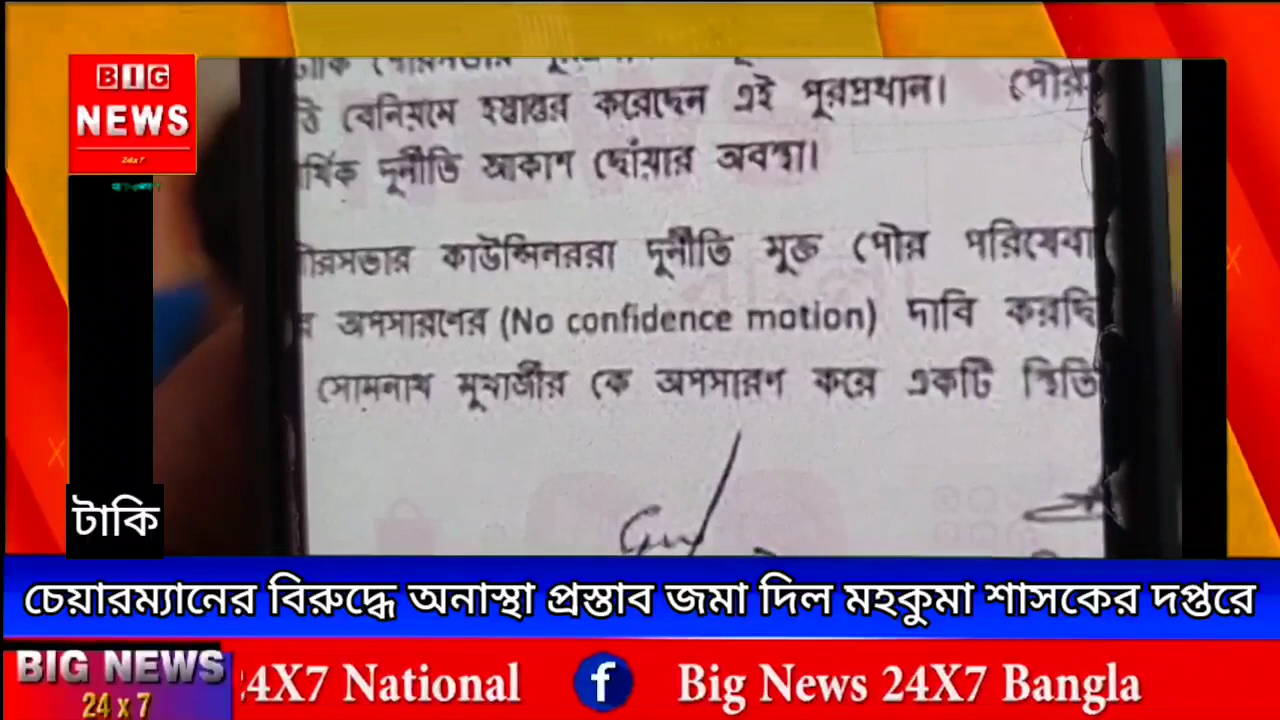 BIG
NEWS
24x7
টাকি পৌরসভার
বেনিয়মে হস্তান্তর করেছেন এই পুরপ্রধান। পৌর
র্থিক দুর্নীতি আকাশ ছোঁয়ার অবস্থা।
পৌরসভার কাউন্সিলররা দুর্নীতি মুক্ত পৌর পরিষেবা
অপসারণের (No confidence motion) দাবি করছি
সোমনাথ মুখার্জীর কে অপসারণ করে একটি স্থিতি
টাকি
চেয়ারম্যানের বিরুদ্ধে অনাস্থা প্রস্তাব জমা দিল মহকুমা শাসকের দপ্তরে
BIG NEWS
24 x 7
24X7 National
f Big News 24X7 Bangla